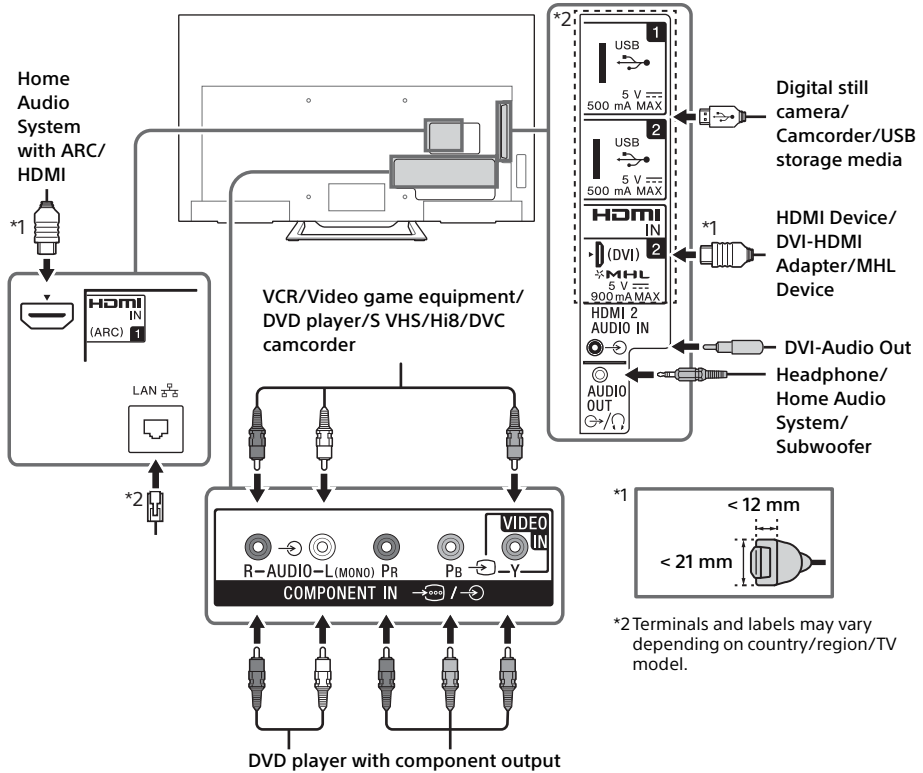 Home
Audio
System
with ARC/
HDMI
*1
HDMI
IN
(ARC) 1
LAN
*2
*2
1
USB
5 V
500 mA MAX
2
USB
5 V
500 mA MAX
HDMI
IN
(DVI) 2
MHL
5 V
900mA MAX
HDMI 2
AUDIO IN
AUDIO
OUT
Digital still
camera/
Camcorder/USB
storage media
*1
HDMI Device/
DVI-HDMI
Adapter/MHL
Device
DVI-Audio Out
Headphone/
Home Audio
System/
Subwoofer
VCR/Video game equipment/
DVD player/S VHS/Hi8/DVC
camcorder
VIDEO
IN
R-AUDIO-L(MONO) PR PB Y
COMPONENT IN /
DVD player with component output
*1
< 12 mm
< 21 mm
*2 Terminals and labels may vary
depending on country/region/TV
model.